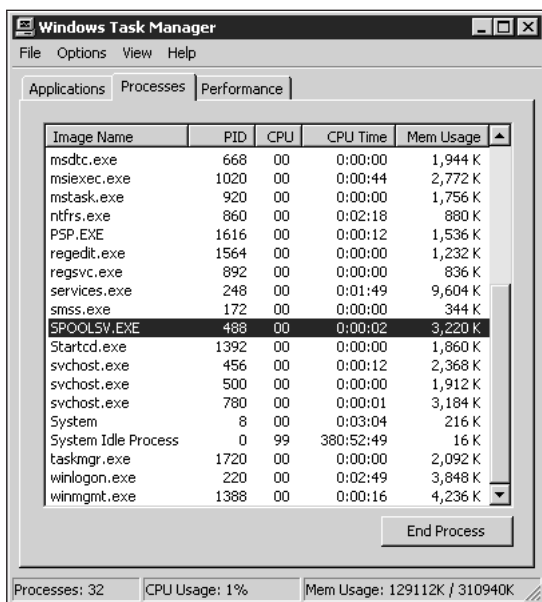 Windows Task Manager
File Options View Help
Applications Processes Performance
Image Name PID CPU CPU Time Mem Usage
msdtc.exe 668 00 0:00:00 1,944 K
msiexec.exe 1020 00 0:00:44 2,772 K
mstask.exe 920 00 0:00:00 1,756 K
ntfrs.exe 860 00 0:02:18 880 K
PSP.EXE 1616 00 0:00:12 1,536 K
regedit.exe 1564 00 0:00:00 1,232 K
regsvc.exe 892 00 0:00:00 836 K
services.exe 248 00 0:01:49 9,604 K
smss.exe 172 00 0:00:00 344 K
SPOOLSV.EXE 488 00 0:00:02 3,220 K
Startcd.exe 1392 00 0:00:00 1,860 K
svchost.exe 456 00 0:00:12 2,368 K
svchost.exe 500 00 0:00:00 1,912 K
svchost.exe 780 00 0:00:01 3,184 K
System 8 00 0:03:04 216 K
System Idle Process 0 99 380:52:49 16 K
taskmgr.exe 1720 00 0:00:00 2,092 K
winlogon.exe 220 00 0:02:49 3,848 K
winmgmt.exe 1388 00 0:00:16 4,236 K
End Process
Processes: 32 CPU Usage: 1% Mem Usage: 129112K / 310940K